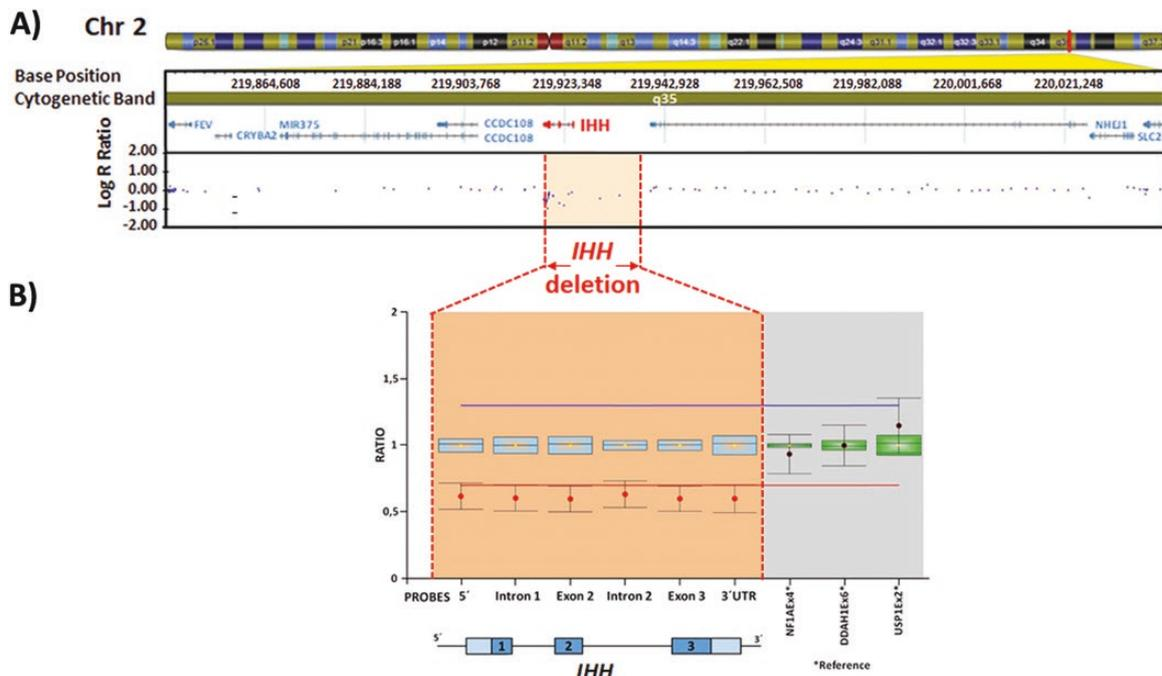 A)
Chr 2
p25.1 p21 p16.3 p16.1 p14 p12 p11.2 q11.2 q13 q14.3 q22.1 q24.3 q31.1 q32.1 q32.3 q33.1 q34
Base Position 219,864,608 219,884,188 219,903,768 219,923,348 219,942,928 219,962,508 219,982,088 220,001,668 220,021,248
Cytogenetic Band q35
FEV MIR375 CCDC108 IHH NHEJ1
CRYBA2 CCDC108 SLC2
Log R Ratio
2.00
1.00
0.00
-1.00
-2.00
IHH
deletion
B)
RATIO
2
1,5
1
0,5
0
PROBES 5´ Intron 1 Exon 2 Intron 2 Exon 3 3´UTR
NF1AEx4*
DDAH1Ex6*
USP1Ex2*
5´ 1 2 3 3´
IHH
*Reference